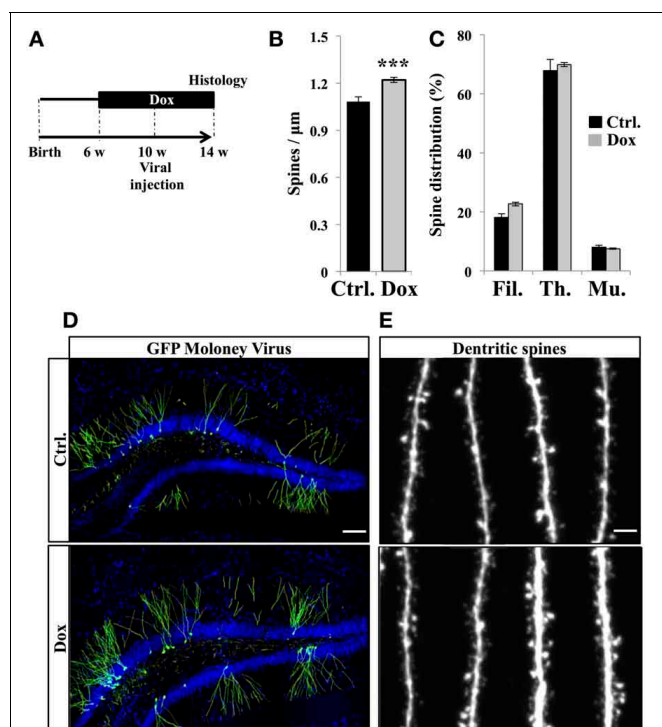 A
Histology
Dox
Birth 6 w 10 w 14 w
Viral
injection
B
Spines / μm
1.5
1.2
0.9
0.6
0.3
0
***
Ctrl. Dox
C
Spine distribution (%)
80
60
40
20
0
Ctrl.
Dox
Fil. Th. Mu.
D
GFP Moloney Virus
Ctrl.
Dox
E
Dentritic spines